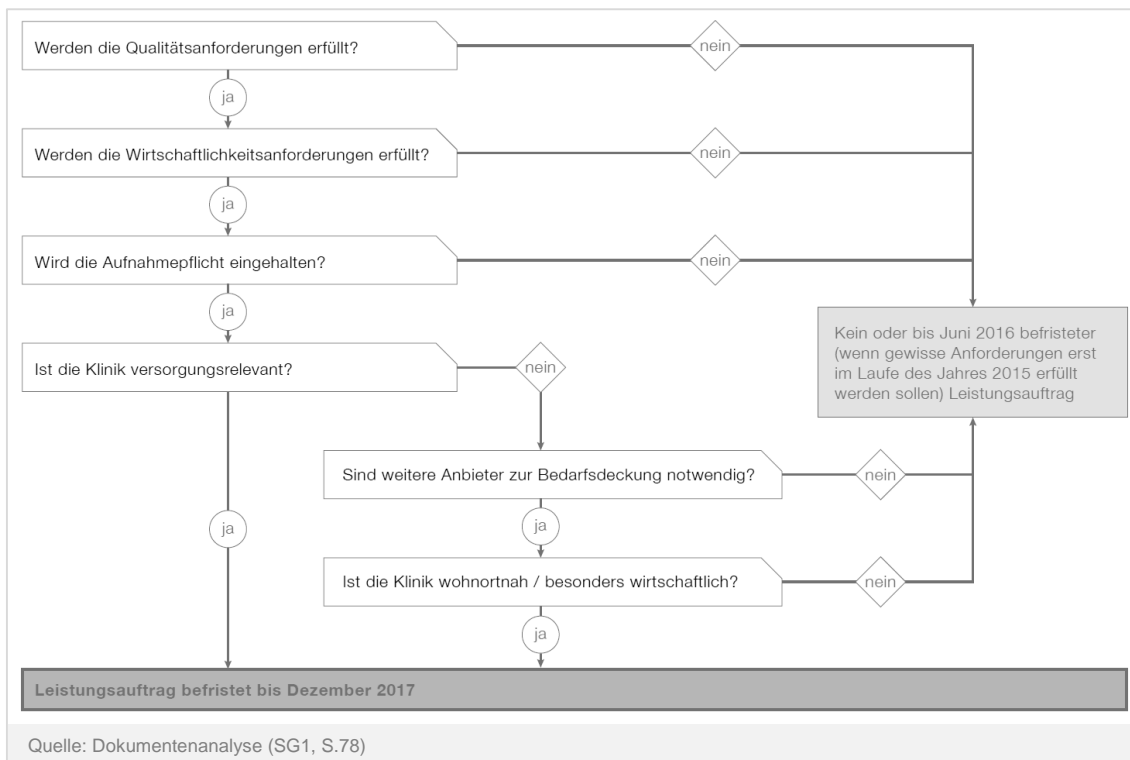 Werden die Qualitätsanforderungen erfüllt?
nein
ja
Werden die Wirtschaftlichkeitsanforderungen erfüllt?
nein
ja
Wird die Aufnahmepflicht eingehalten?
nein
ja
Kein oder bis Juni 2016 befristeter
(wenn gewisse Anforderungen erst
im Laufe des Jahres 2015 erfüllt
werden sollen) Leistungsauftrag
Ist die Klinik versorgungsrelevant?
nein
Sind weitere Anbieter zur Bedarfsdeckung notwendig?
nein
ja
ja
Ist die Klinik wohnortnah / besonders wirtschaftlich?
nein
ja
Leistungsauftrag befristet bis Dezember 2017
Quelle: Dokumentenanalyse (SG1, S.78)